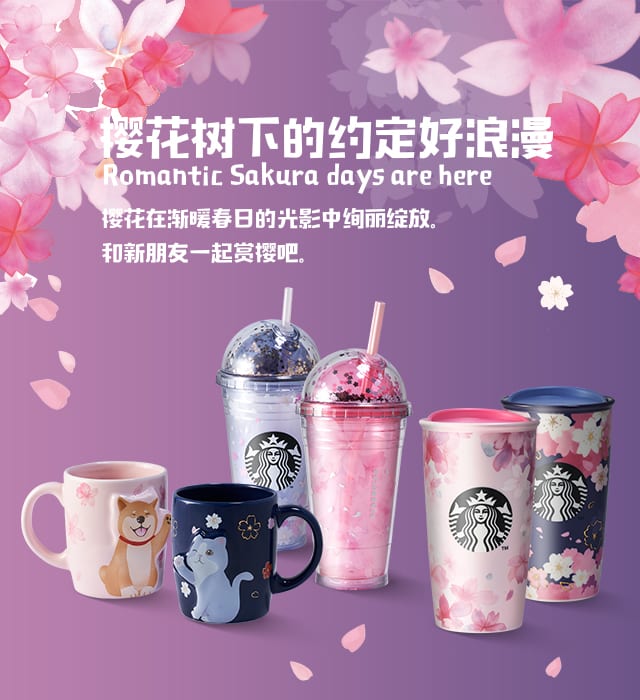 樱花树下的约定好浪漫
Romantic Sakura days are here
樱花在渐暖春日的光影中绚丽绽放。
和新朋友一起赏樱吧。
TM